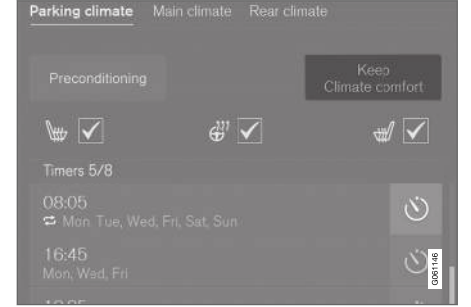 Parking climate Main climate Rear climate
Preconditioning
Keep
Climate comfort
Timers 5/8
08:05
Mon, Tue, Wed, Fri, Sat, Sun
16:45
Mon, Wed, Fri
G061146